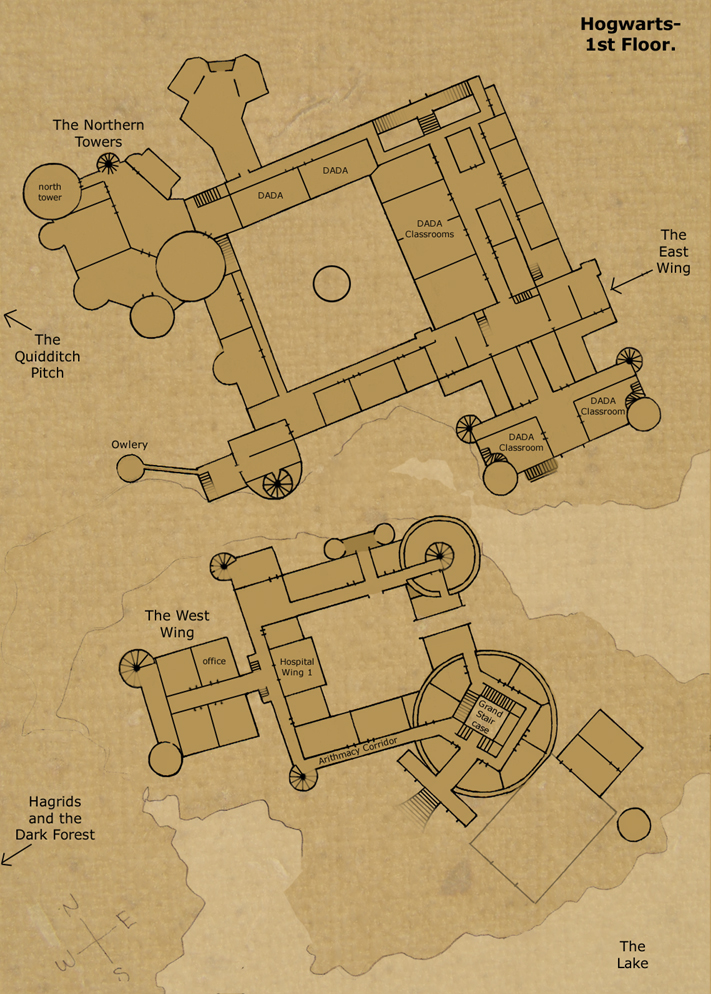 Hogwarts-
1st Floor.
The Northern
Towers
north
tower
DADA
DADA
DADA
Classrooms
The
East
Wing
The
Quidditch
Pitch
DADA
Classroom
DADA
Classroom
Owlery
The West
Wing
office
Hospital
Wing 1
Grand
Stair
case
Arithmacy Corridor
Hagrids
and the
Dark Forest
N
E
W
S
The
Lake